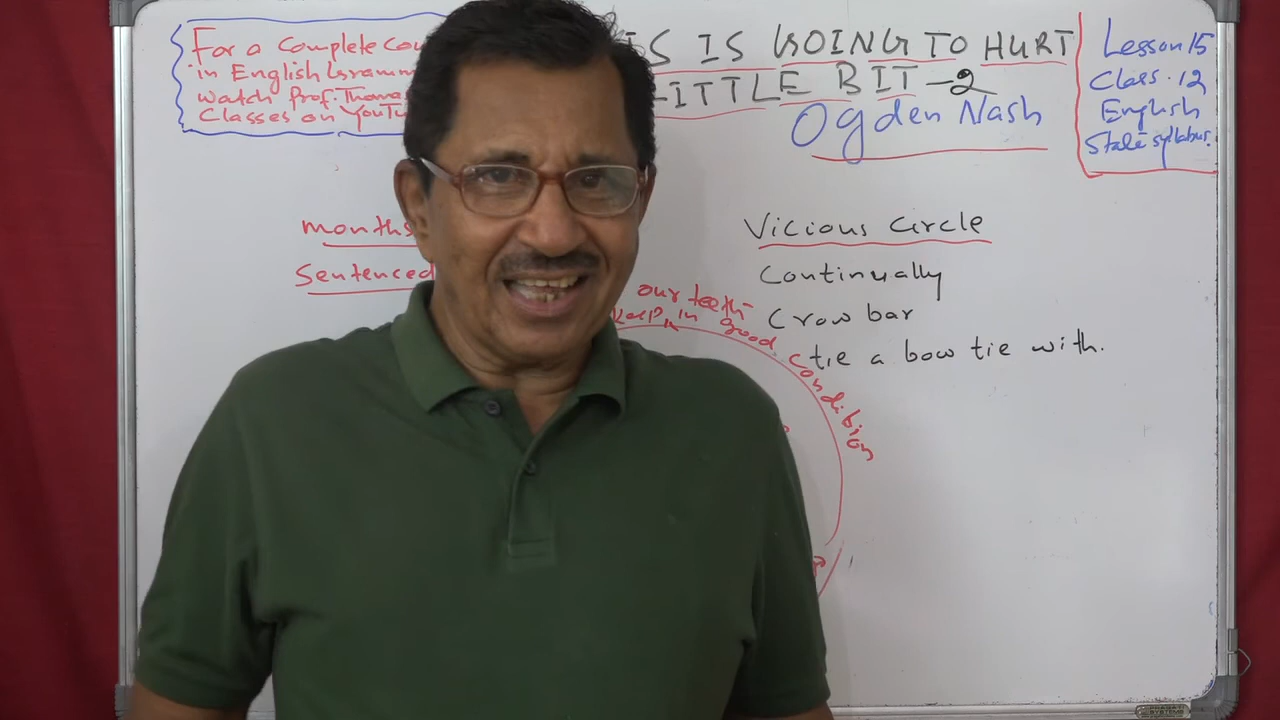 For a Complete
in English
watch Prof. Thoma
Classes on YouTu
IS IS GOING TO HURT
LITTLE BIT -2
Ogden Nash
Lesson 15
Class. 12
English
State syllabus.
months
Sentenced
our teeth
keep in good condition
Vicious Circle
Continually
Crow bar
tie a bow tie with.